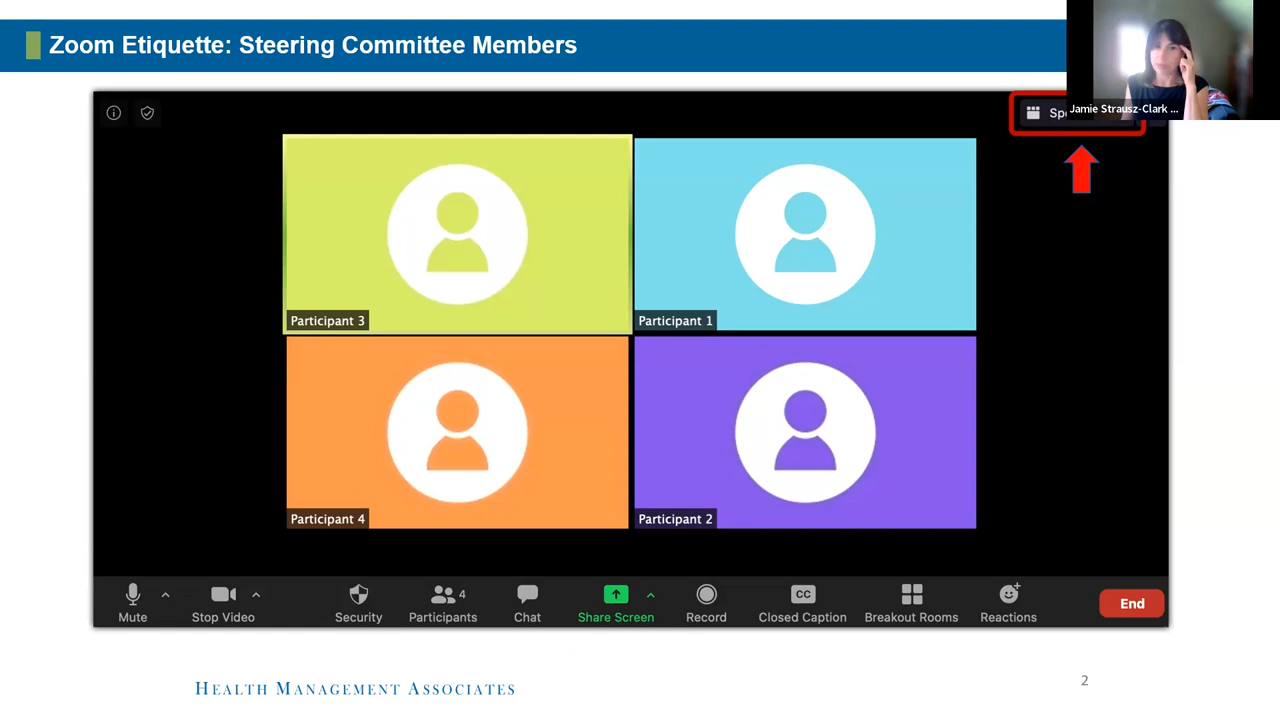 Zoom Etiquette: Steering Committee Members
Jamie Strausz-Clark ...
Participant 3
Participant 1
Participant 4
Participant 2
4
Mute
Stop Video
Security
Participants
Chat
Share Screen
Record
CC
Closed Caption
Breakout Rooms
Reactions
End
HEALTH MANAGEMENT ASSOCIATES
2